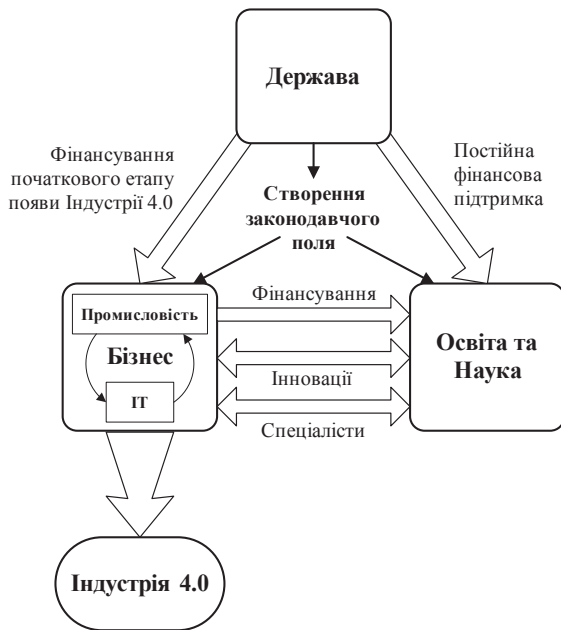 Держава
Фінансування
початкового етапу
появи Індустрії 4.0
Постійна
фінансова
підтримка
Створення
законодавчого
поля
Промисловість
Бізнес
ІТ
Фінансування
Інновації
Спеціалісти
Освіта та
Наука
Індустрія 4.0